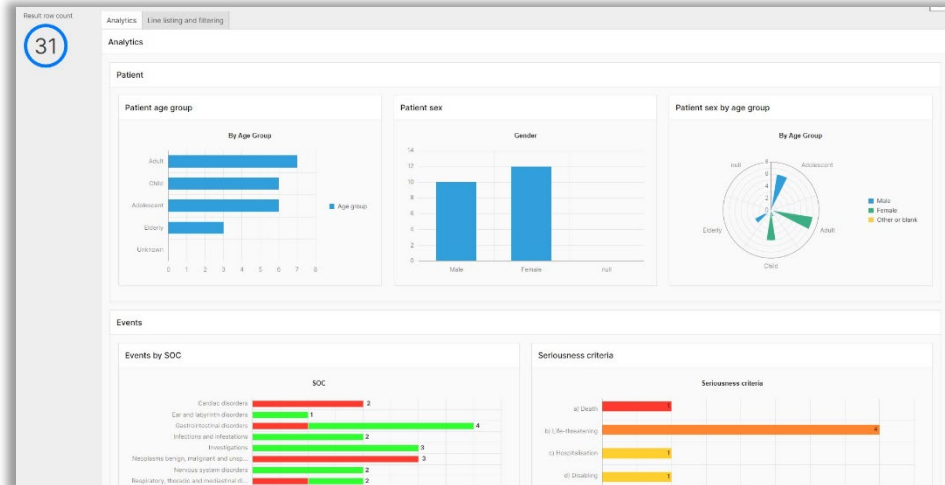 Result row count
31
Analytics
Line listing and filtering
Analytics
Patient
Patient age group
By Age Group
Adult
Child
Adolescent
Elderly
Unknown
0 1 2 3 4 5 6 7 8
Age group
Patient sex
Gender
14
12
10
8
6
4
2
0
Male Female null
Patient sex by age group
By Age Group
null
Adolescent
8
6
4
2
0
Elderly
Adult
Child
Male
Female
Other or blank
Events
Events by SOC
SOC
Cardiac disorders 2
Ear and labyrinth disorders 1
Gastrointestinal disorders 4
Infections and infestations 2
Investigations 3
Neoplasms benign, malignant and unsp... 3
Nervous system disorders 2
Respiratory, thoracic and mediastinal di... 2
Seriousness criteria
Seriousness criteria
a) Death 1
b) Life-threatening 4
c) Hospitalisation 1
d) Disabling 1